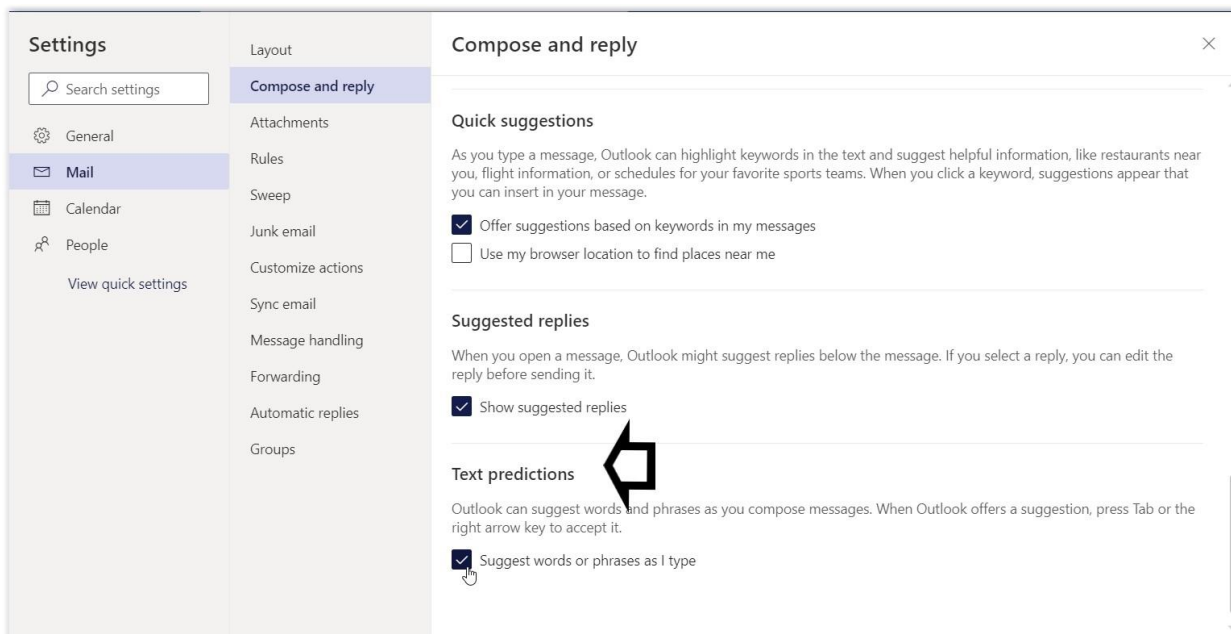 Settings
Search settings
General
Mail
Calendar
People
View quick settings
Layout
Compose and reply
Attachments
Rules
Sweep
Junk email
Customize actions
Sync email
Message handling
Forwarding
Automatic replies
Groups
Compose and reply
Quick suggestions
As you type a message, Outlook can highlight keywords in the text and suggest helpful information, like restaurants near
you, flight information, or schedules for your favorite sports teams. When you click a keyword, suggestions appear that
you can insert in your message.
Offer suggestions based on keywords in my messages
Use my browser location to find places near me
Suggested replies
When you open a message, Outlook might suggest replies below the message. If you select a reply, you can edit the
reply before sending it.
Show suggested replies
Text predictions
Outlook can suggest words and phrases as you compose messages. When Outlook offers a suggestion, press Tab or the
right arrow key to accept it.
Suggest words or phrases as I type